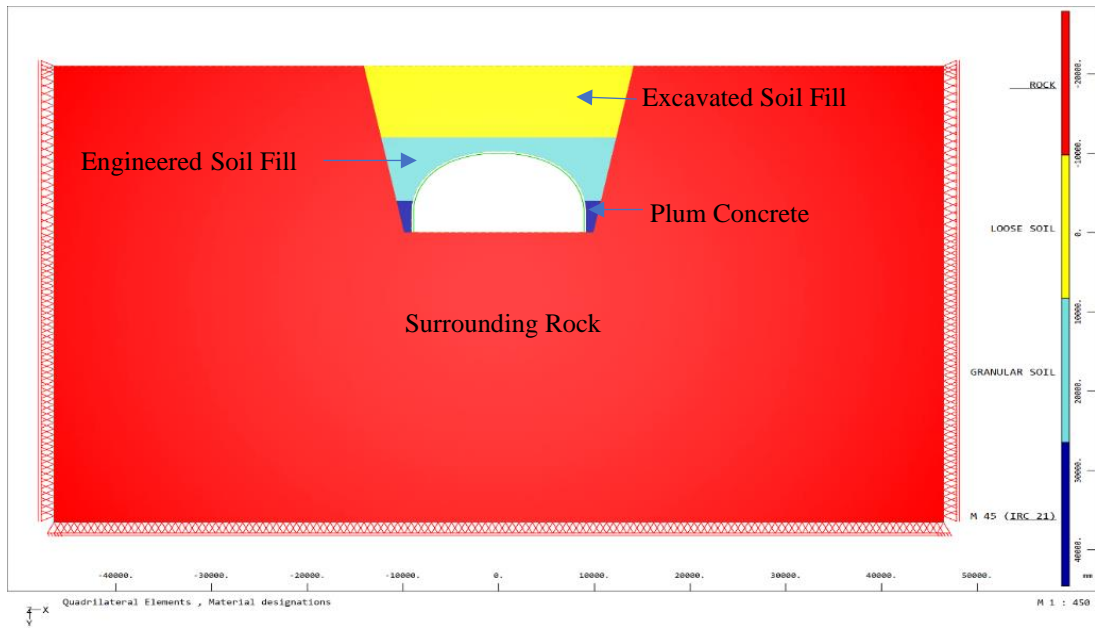 ROCK
-20000.
Excavated Soil Fill
Engineered Soil Fill
-10000.
Plum Concrete
LOOSE SOIL
0.
10000.
Surrounding Rock
GRANULAR SOIL
20000.
30000.
M 45 (IRC 21)
40000.
mm
-40000. -30000. -20000. -10000. 0. 10000. 20000. 30000. 40000. 50000.
Z X
Y
Quadrilateral Elements , Material designations
M 1 : 450